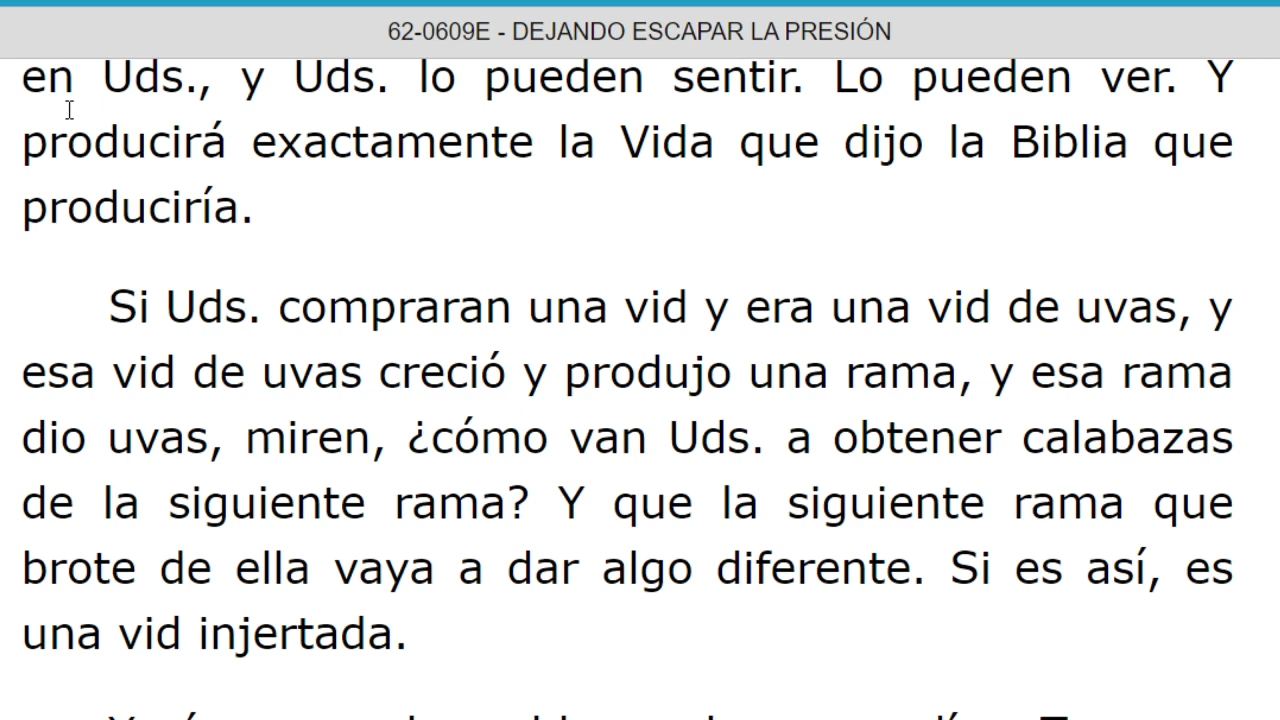 62-0609E - DEJANDO ESCAPAR LA PRESIÓN
en Uds., y Uds. lo pueden sentir. Lo pueden ver. Y
producirá exactamente la Vida que dijo la Biblia que
produciría.
Si Uds. compraran una vid y era una vid de uvas, y
esa vid de uvas creció y produjo una rama, y esa rama
dio uvas, miren, ¿cómo van Uds. a obtener calabazas
de la siguiente rama? Y que la siguiente rama que
brote de ella vaya a dar algo diferente. Si es así, es
una vid injertada.